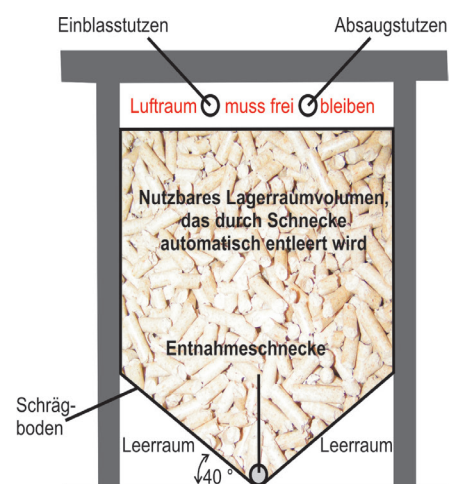 Einblasstutzen
Absaugstutzen
Luftraum muss frei bleiben
Nutzbares Lagerraumvolumen,
das durch Schnecke
automatisch entleert wird
Entnahmeschnecke
Schräg-
boden
Leerraum
Leerraum
40 °